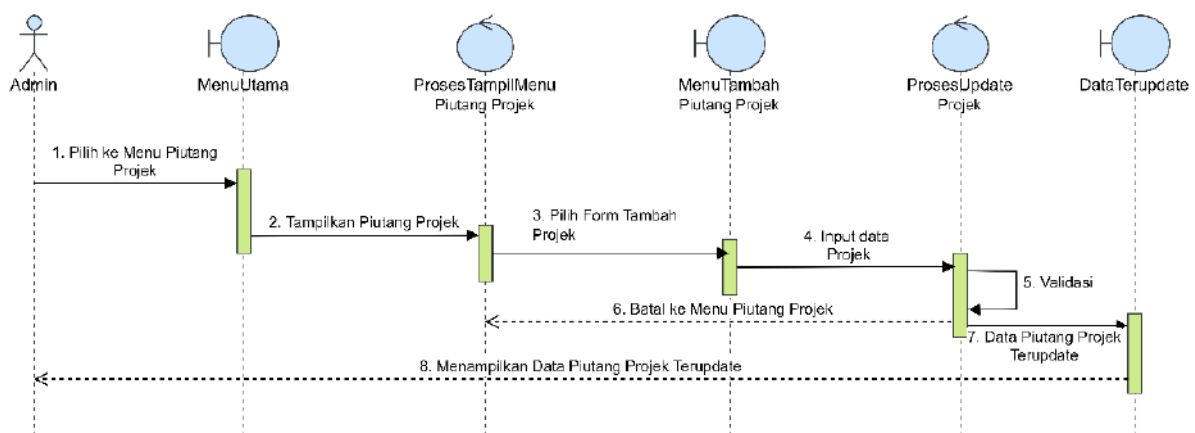 Admin
MenuUtama
ProsesTampilMenu
Piutang Projek
MenuTambah
Piutang Projek
ProsesUpdate
Projek
DataTerupdate
1. Pilih ke Menu Piutang
Projek
2. Tampilkan Piutang Projek
3. Pilih Form Tambah
Projek
4. Input data
Projek
5. Validasi
6. Batal ke Menu Piutang Projek
7. Data Piutang Projek
Terupdate
8. Menampilkan Data Piutang Projek Terupdate